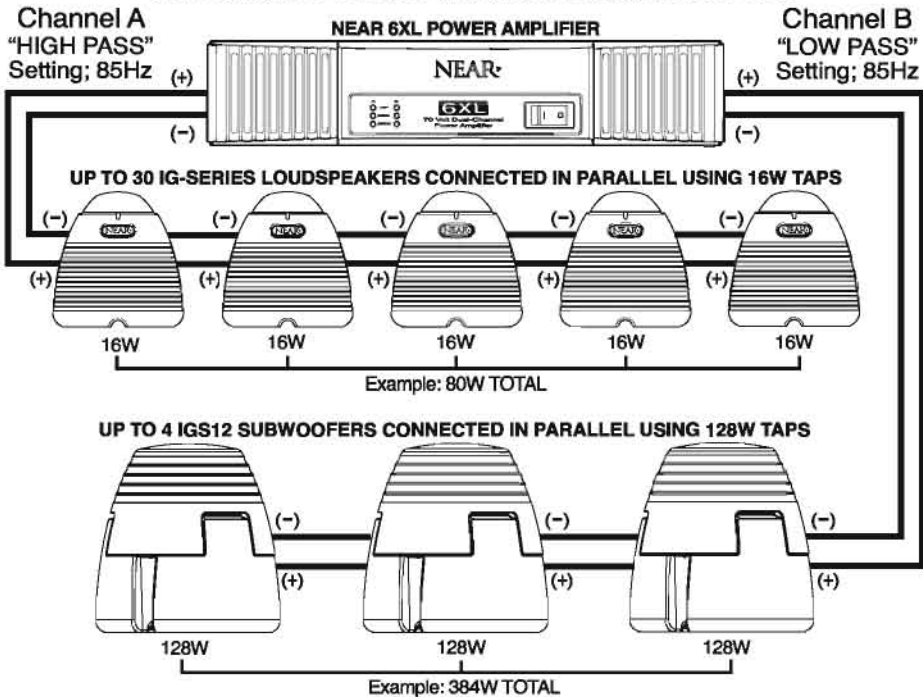 Channel A
"HIGH PASS"
Setting; 85Hz
NEAR 6XL POWER AMPLIFIER
Channel B
"LOW PASS"
Setting; 85Hz
(+)
(-)
NEAR
6XL
70 Volt Dual-Channel
Power Amplifier
(+)
(-)
UP TO 30 IG-SERIES LOUDSPEAKERS CONNECTED IN PARALLEL USING 16W TAPS
(-) (-) (-) (-) (-)
NEAR NEAR NEAR NEAR NEAR
(+) (+) (+) (+) (+)
16W 16W 16W 16W 16W
Example: 80W TOTAL
UP TO 4 IGS12 SUBWOOFERS CONNECTED IN PARALLEL USING 128W TAPS
(-) (-) (-)
(+) (+) (+)
128W 128W 128W
Example: 384W TOTAL